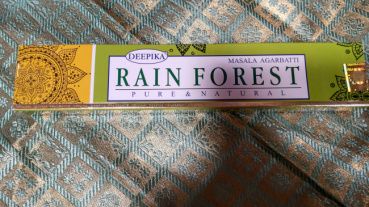 DEEPIKA
MASALA AGARBATTI
RAIN FOREST
PURE & NATURAL